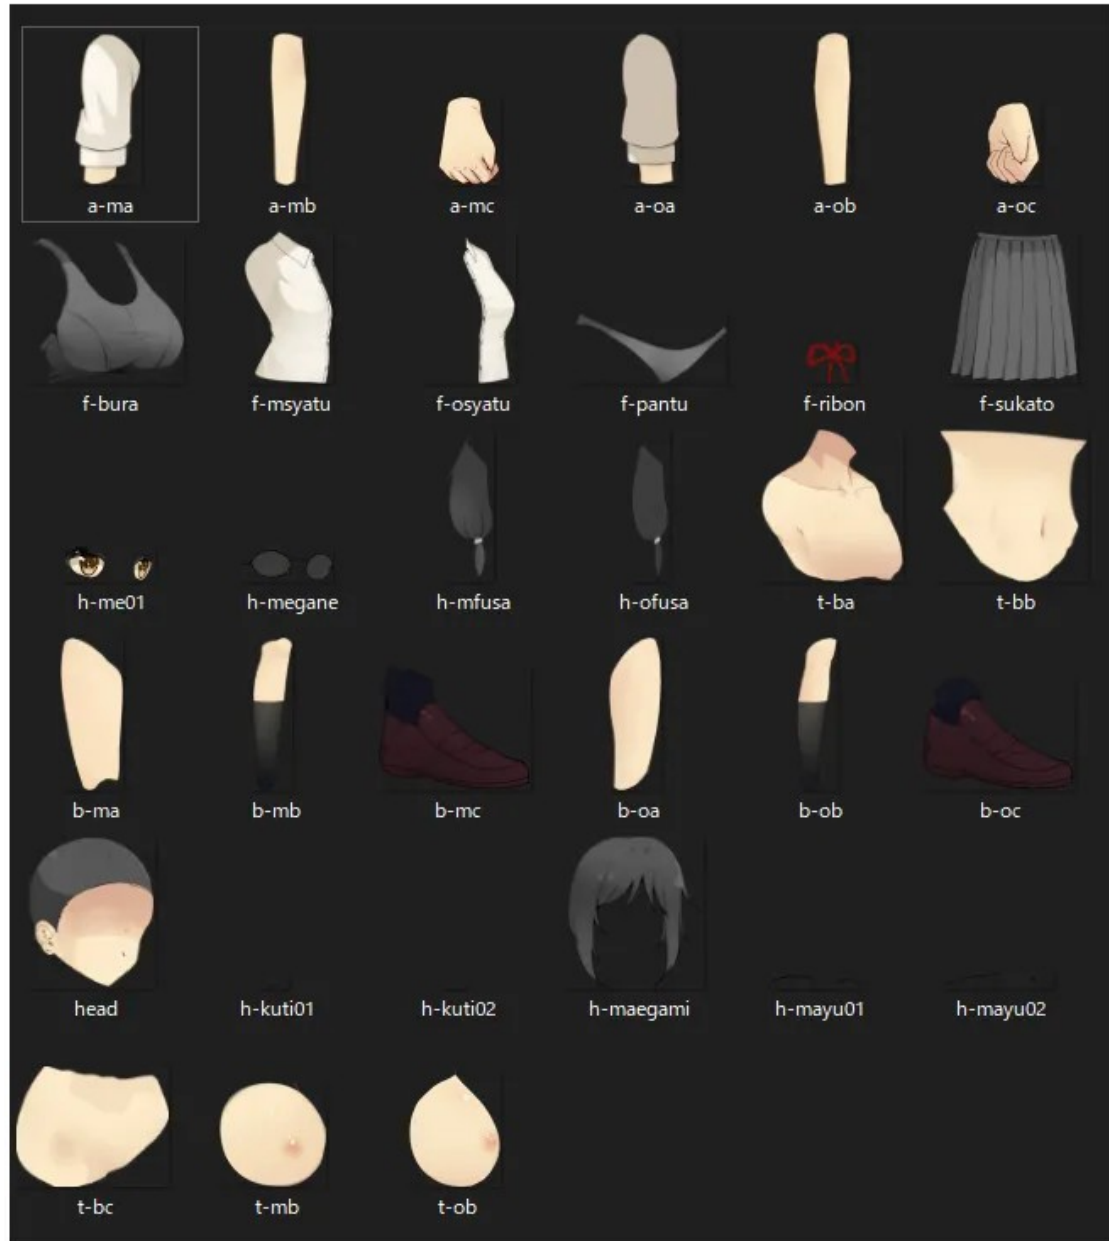 a-ma a-mb a-mc a-oa a-ob a-oc
f-bura f-msyatu f-osyatu f-pantu f-ribon f-sukato
h-me01 h-megane h-mfusa h-ofusa t-ba t-bb
b-ma b-mb b-mc b-oa b-ob b-oc
head h-kuti01 h-kuti02 h-maegami h-mayu01 h-mayu02
t-bc t-mb t-ob